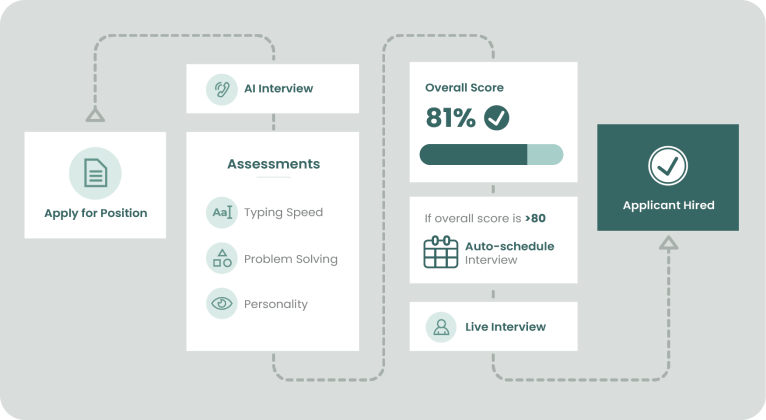 Apply for Position
AI Interview
Assessments
Aa
Typing Speed
Problem Solving
Personality
Overall Score
81%
If overall score is >80
Auto-schedule
Interview
Live Interview
Applicant Hired